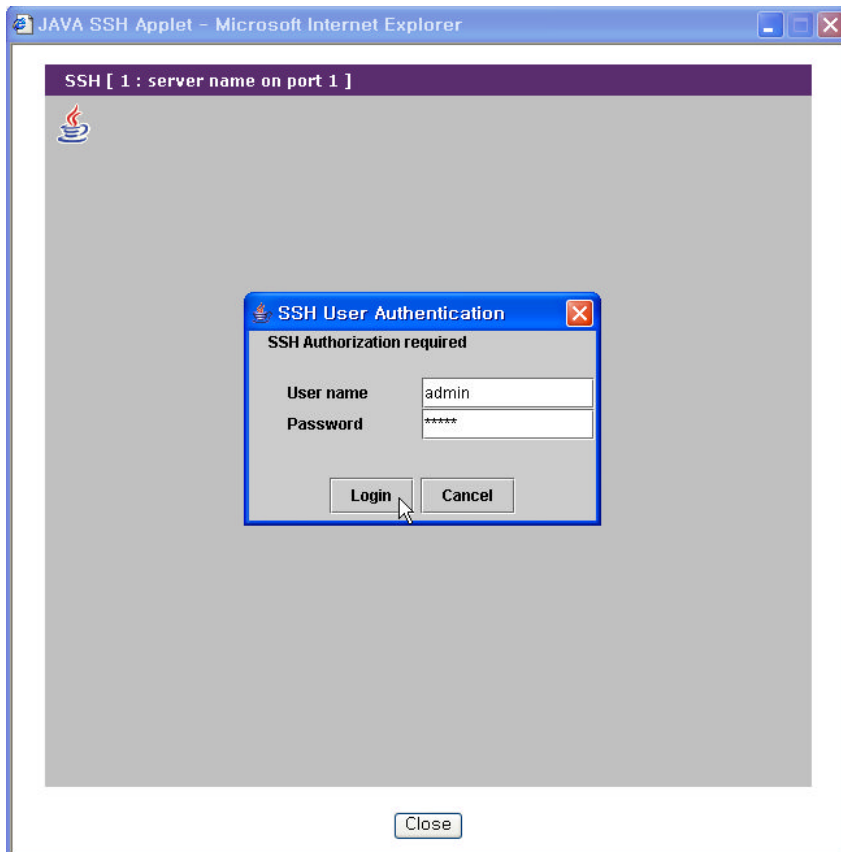 JAVA SSH Applet - Microsoft Internet Explorer
SSH [ 1 : server name on port 1 ]
SSH User Authentication
SSH Authorization required
User name admin
Password *****
Login Cancel
Close